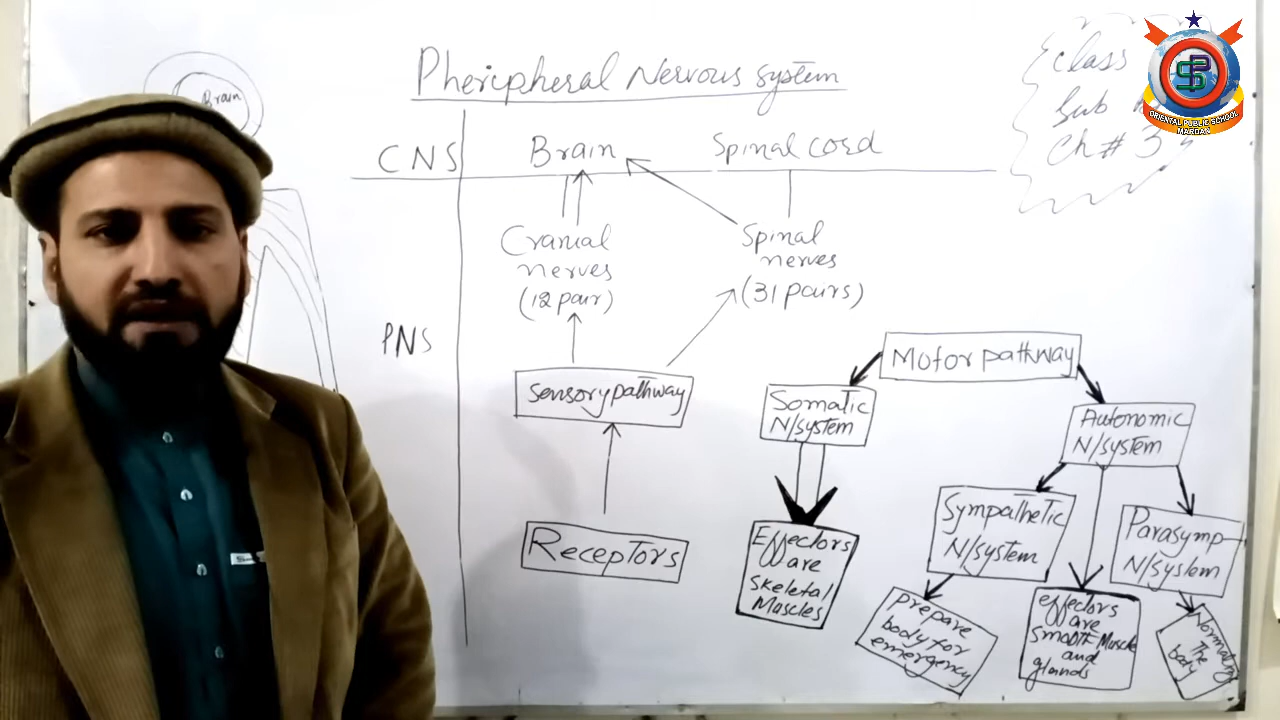 Pheripheral Nervous system
Brain
class
Sub
Ch # 3
ORIENTAL PUBLIC SCHOOL
MARDAN
CNS
Brain
Spinal cord
PNS
Cranial
nerves
(12 pair)
Spinal
nerves
(31 pairs)
Sensory pathway
Receptors
Motor pathway
Somatic
N/system
Autonomic
N/system
Effectors
are
skeletal
Muscles
Sympathetic
N/system
Parasymp
N/system
prepare
body for
emergency
effectors
are
smooth Muscle
and
glands
The
body